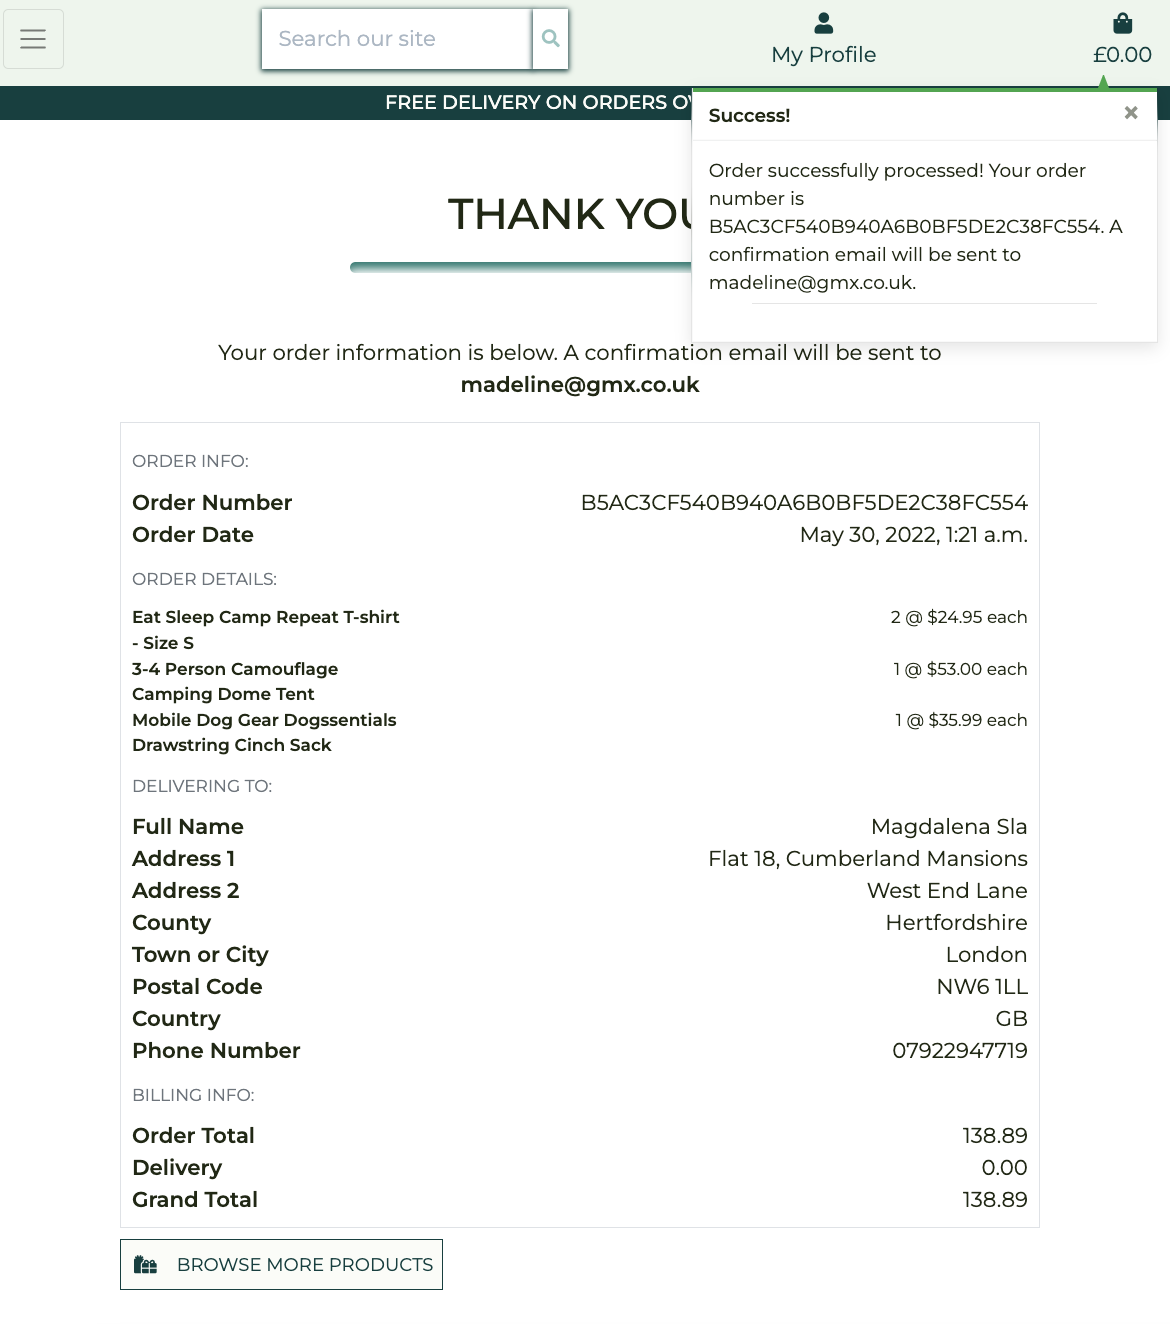 Search our site
My Profile
£0.00
FREE DELIVERY ON ORDERS
Success!
×
Order successfully processed! Your order
number is
B5AC3CF540B940A6B0BF5DE2C38FC554. A
confirmation email will be sent to
madeline@gmx.co.uk.
THANK YOU
Your order information is below. A confirmation email will be sent to
madeline@gmx.co.uk
ORDER INFO:
Order Number B5AC3CF540B940A6B0BF5DE2C38FC554
Order Date May 30, 2022, 1:21 a.m.
ORDER DETAILS:
Eat Sleep Camp Repeat T-shirt 2 @ $24.95 each
- Size S
3-4 Person Camouflage 1 @ $53.00 each
Camping Dome Tent
Mobile Dog Gear Dogssentials 1 @ $35.99 each
Drawstring Cinch Sack
DELIVERING TO:
Full Name Magdalena Sla
Address 1 Flat 18, Cumberland Mansions
Address 2 West End Lane
County Hertfordshire
Town or City London
Postal Code NW6 1LL
Country GB
Phone Number 07922947719
BILLING INFO:
Order Total 138.89
Delivery 0.00
Grand Total 138.89
BROWSE MORE PRODUCTS